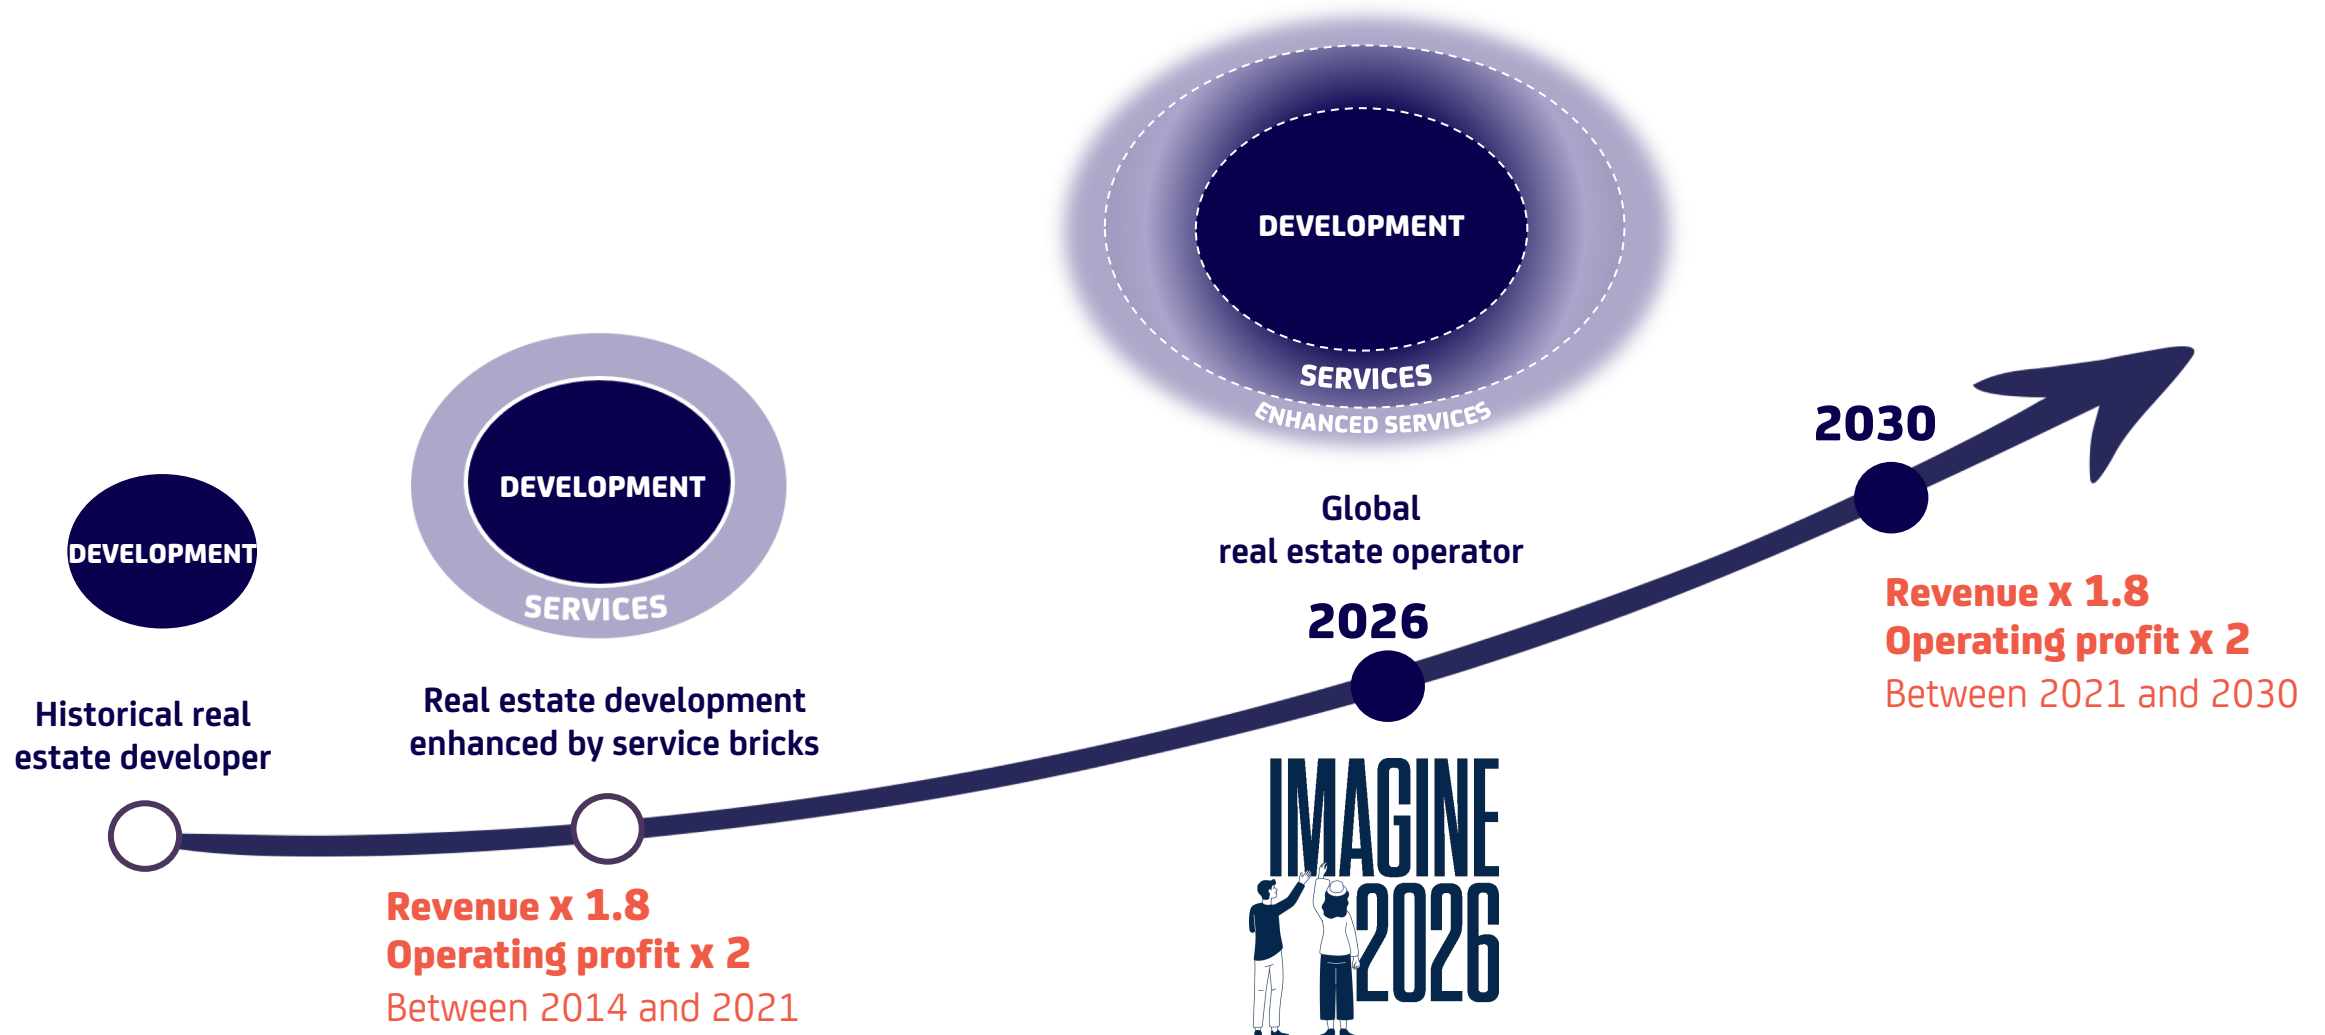 DEVELOPMENT
Historical real
estate developer
DEVELOPMENT
SERVICES
Real estate development
enhanced by service bricks
Revenue x 1.8
Operating profit x 2
Between 2014 and 2021
DEVELOPMENT
SERVICES
ENHANCED SERVICES
Global
real estate operator
2026
IMAGINE
2026
2030
Revenue x 1.8
Operating profit x 2
Between 2021 and 2030